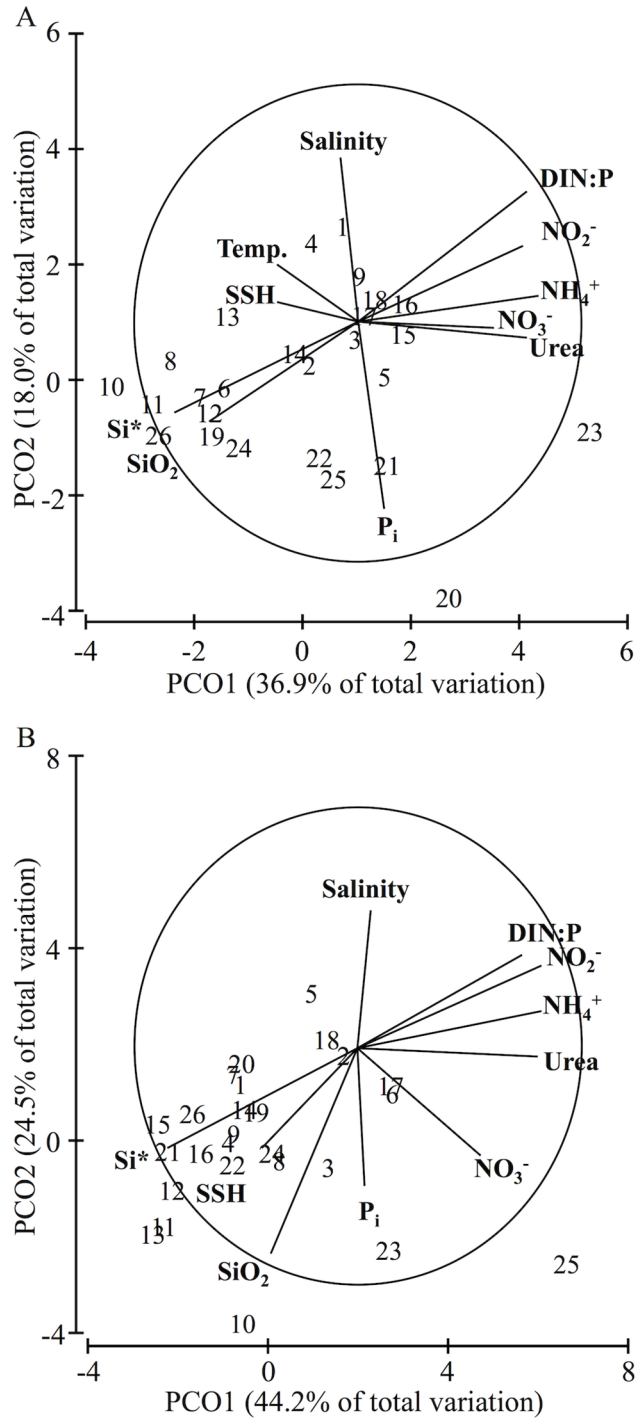 A
6
Salinity
DIN:P
4
1
NO₂⁻
4
Temp.
2
9
NH₄⁺
18
16
SSH
13
17
NO₃⁻
15
3
Urea
14
8
2
5
0
10
6
7
11
12
Si*
26
19
23
SiO₂
24
22
21
25
-2
Pᵢ
20
-4
-4
-2
0
2
4
6
PCO1 (36.9% of total variation)
PCO2 (18.0% of total variation)
B
8
Salinity
DIN:P
4
NO₂⁻
5
NH₄⁺
18
2
Urea
20
7
1
17
6
14
19
26
15
9
4
0
21
16
24
8
22
3
Si*
NO₃⁻
12
SSH
Pᵢ
11
13
23
SiO₂
25
10
-4
-4
0
4
8
PCO1 (44.2% of total variation)
PCO2 (24.5% of total variation)